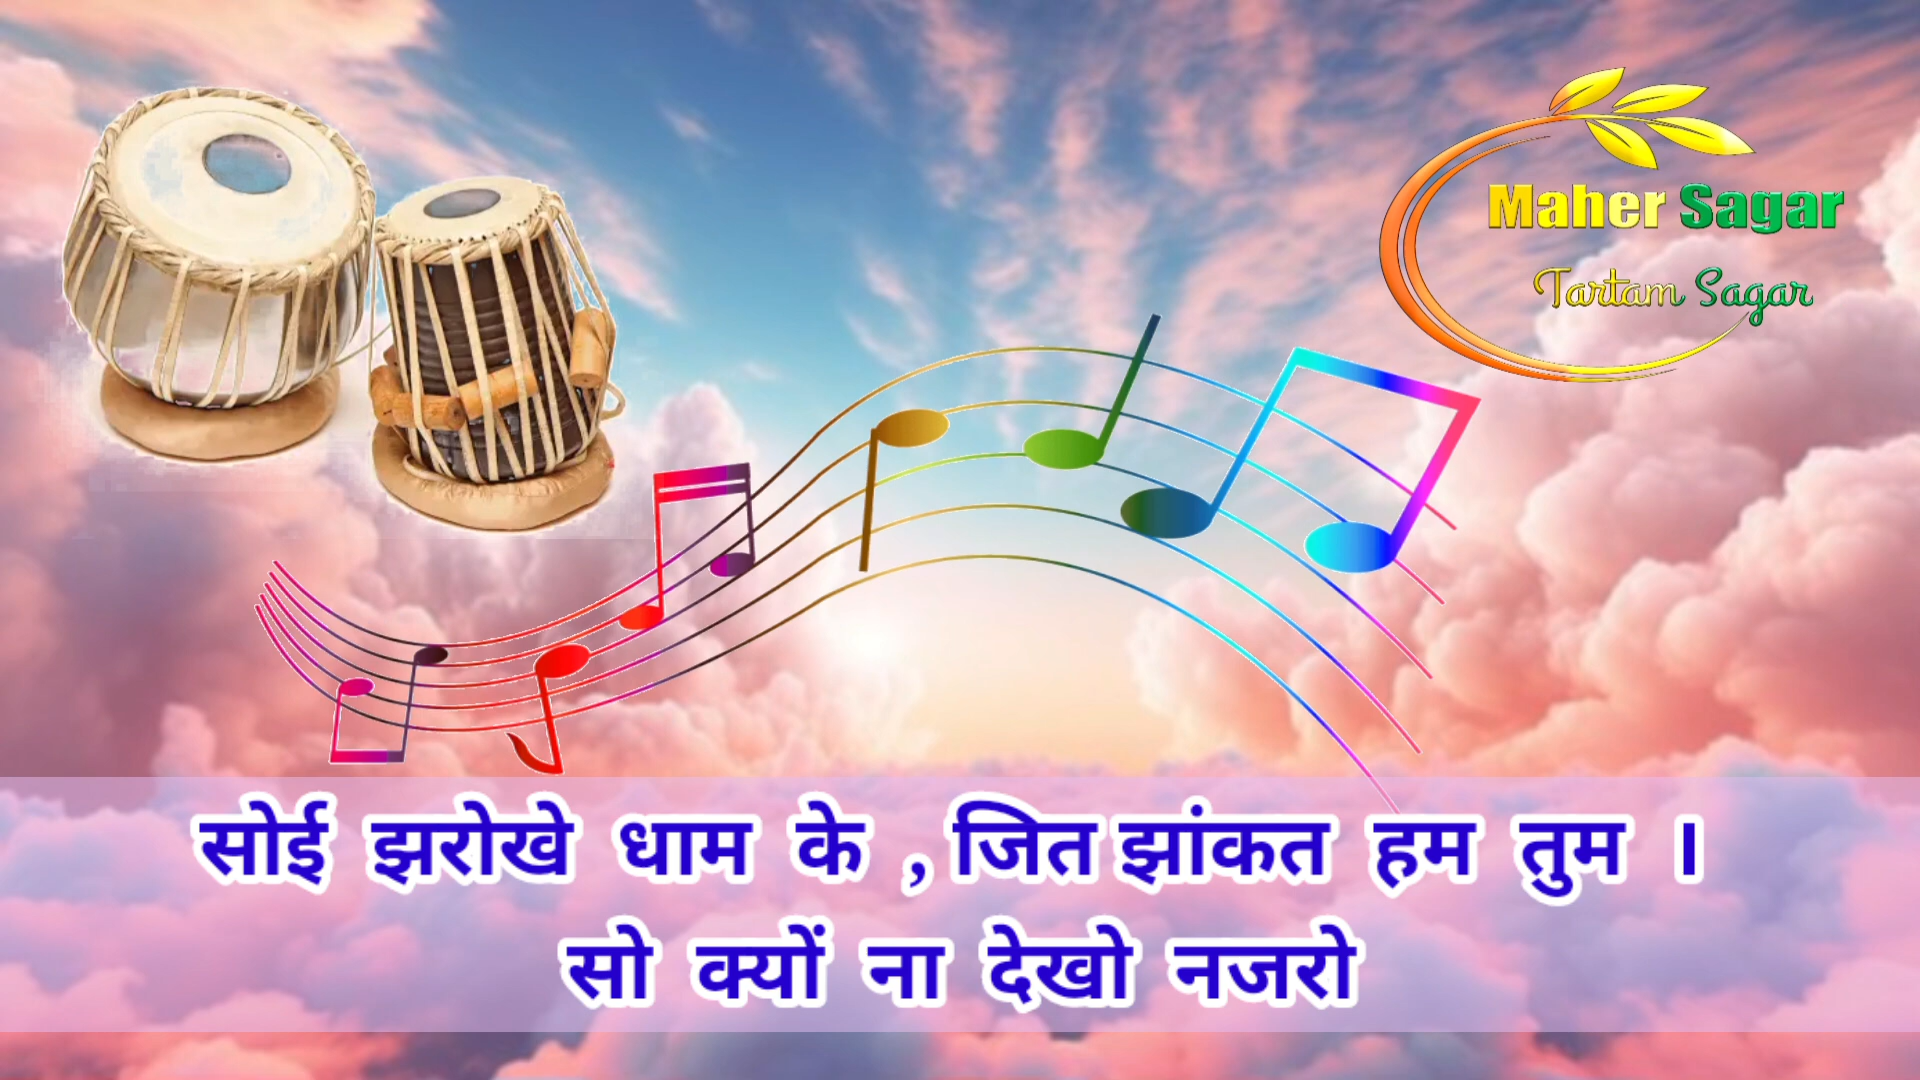 Maher Sagar
Tartam Sagar
सोई झरोखे धाम के , जित झांकत हम तुम ।
सो क्यों ना देखो नजरो